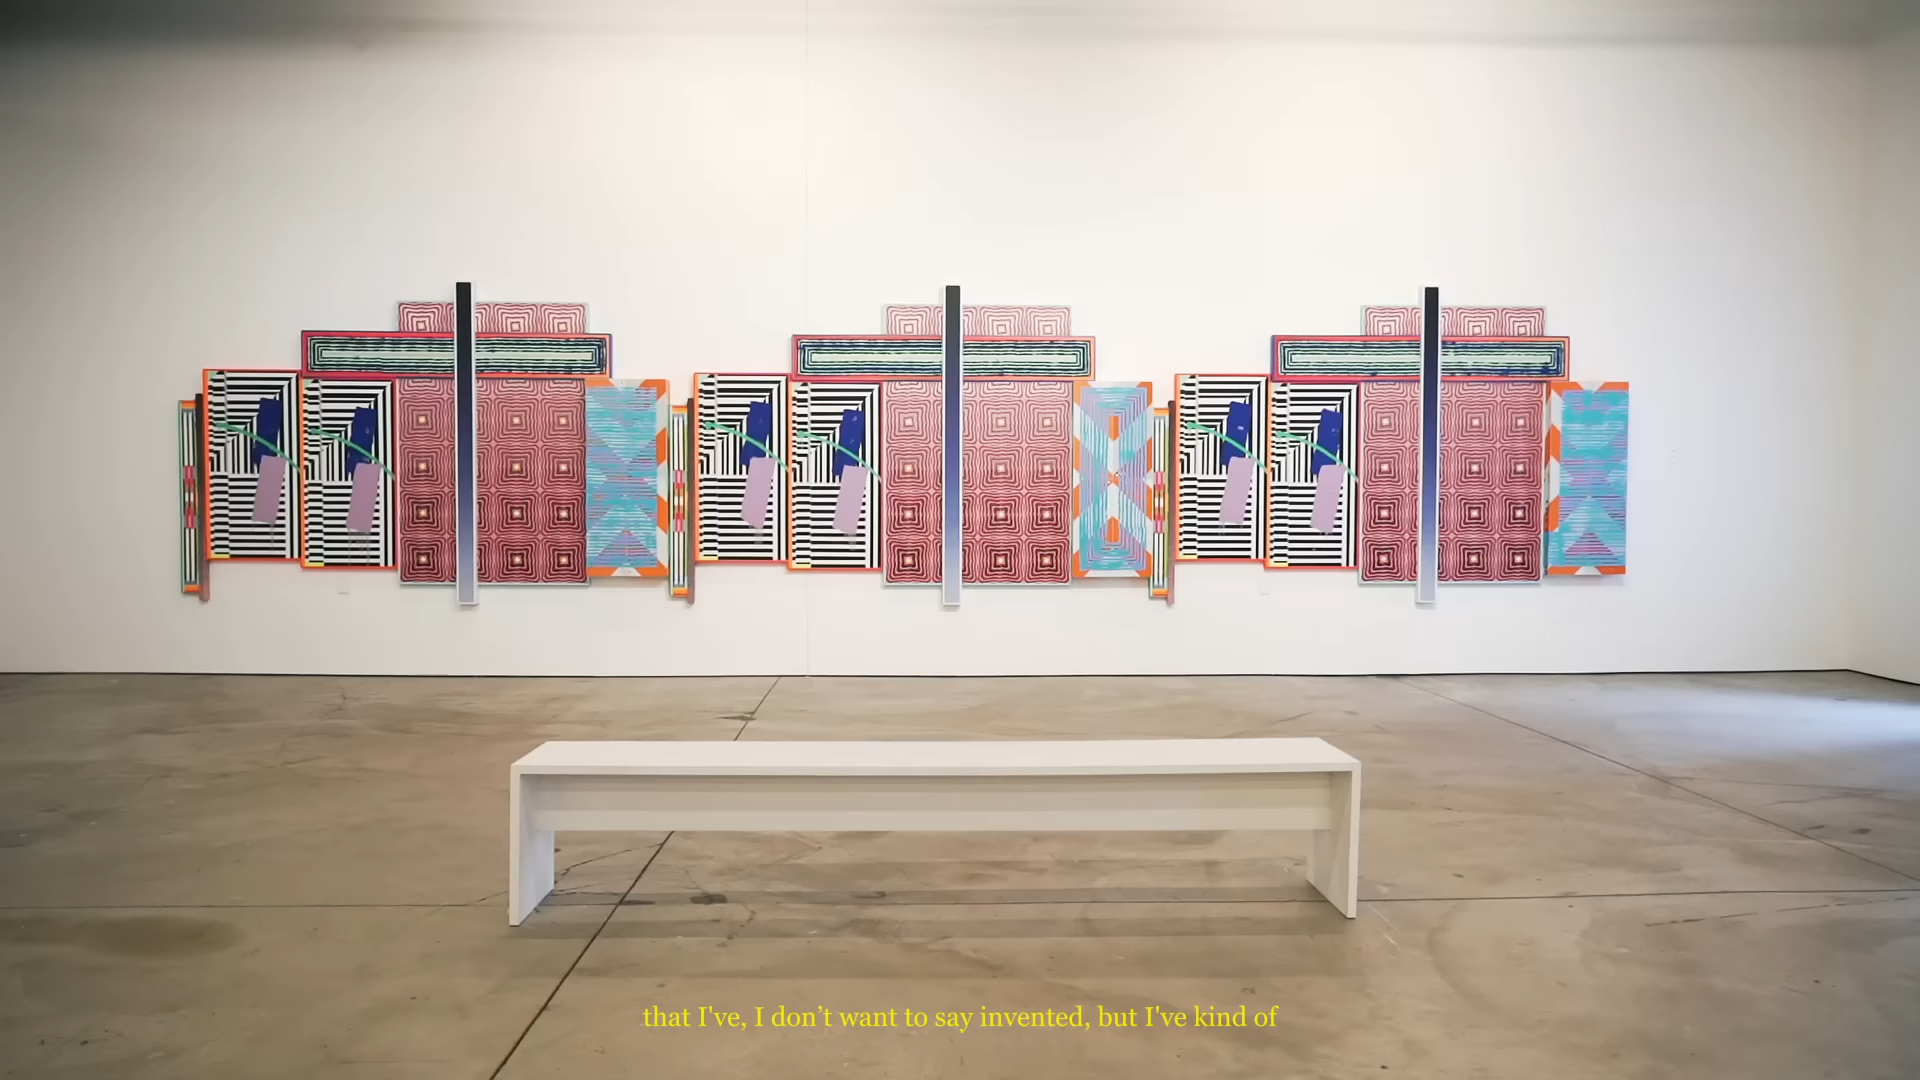 that I've, I don’t want to say invented, but I've kind of